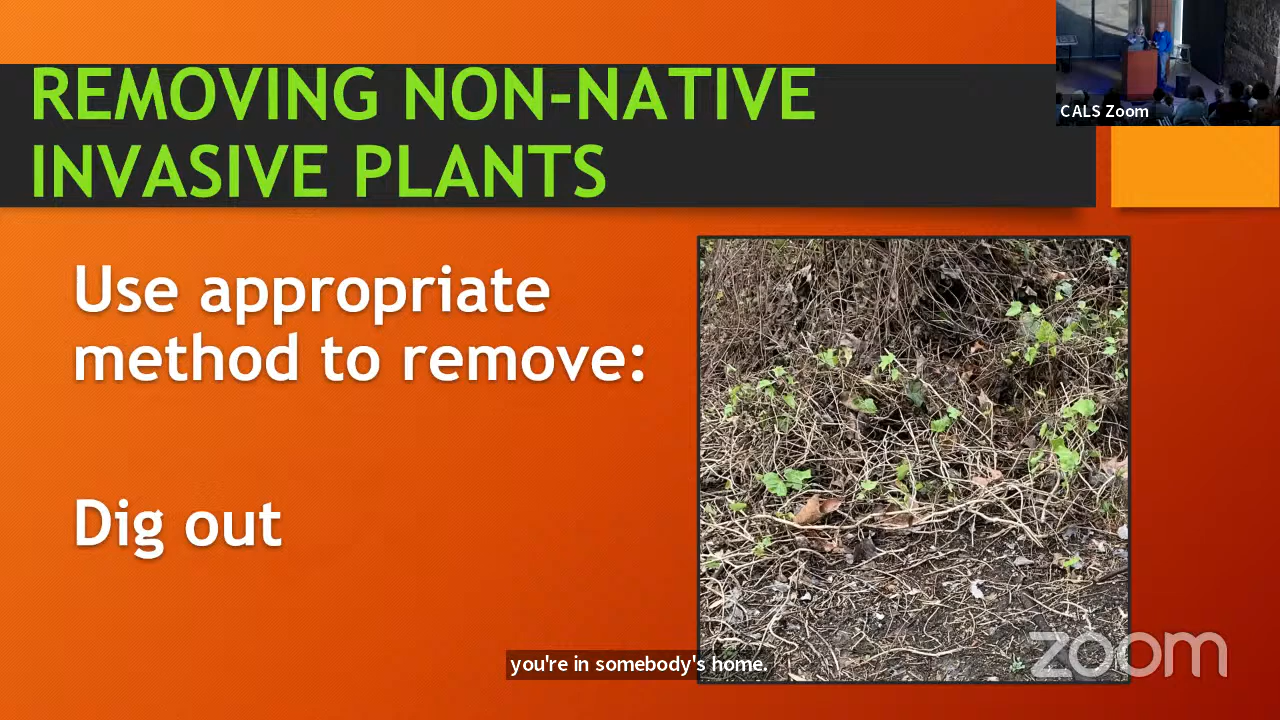 REMOVING NON-NATIVE
INVASIVE PLANTS
CALS Zoom
Use appropriate
method to remove:
Dig out
you're in somebody's home.
zoom